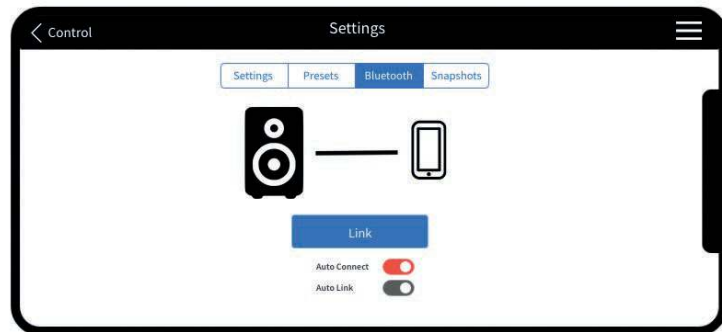 Control
Settings
Settings Presets Bluetooth Snapshots
Link
Auto Connect
Auto Link